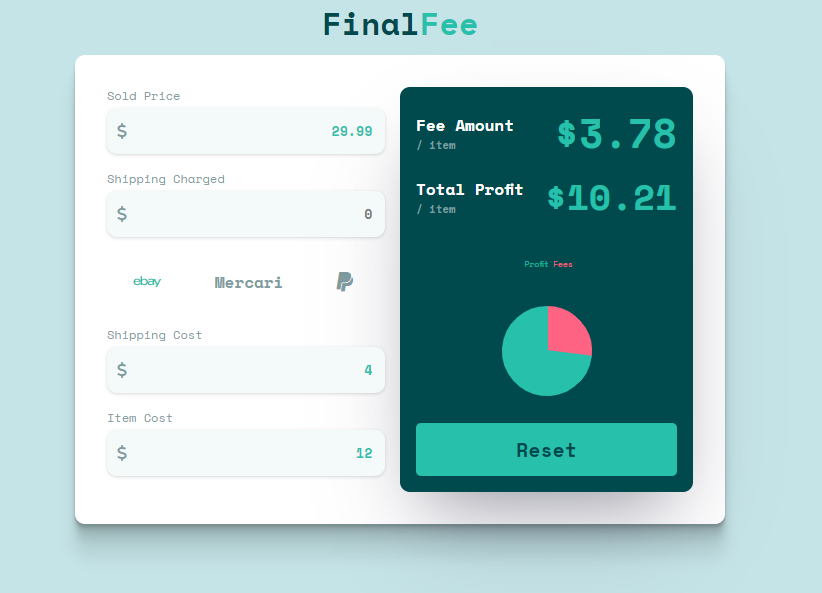 FinalFee
Sold Price
$ 29.99
Shipping Charged
$ 0
ebay Mercari
Shipping Cost
$ 4
Item Cost
$ 12
Fee Amount
/ item
$3.78
Total Profit
/ item
$10.21
Profit Fees
Reset